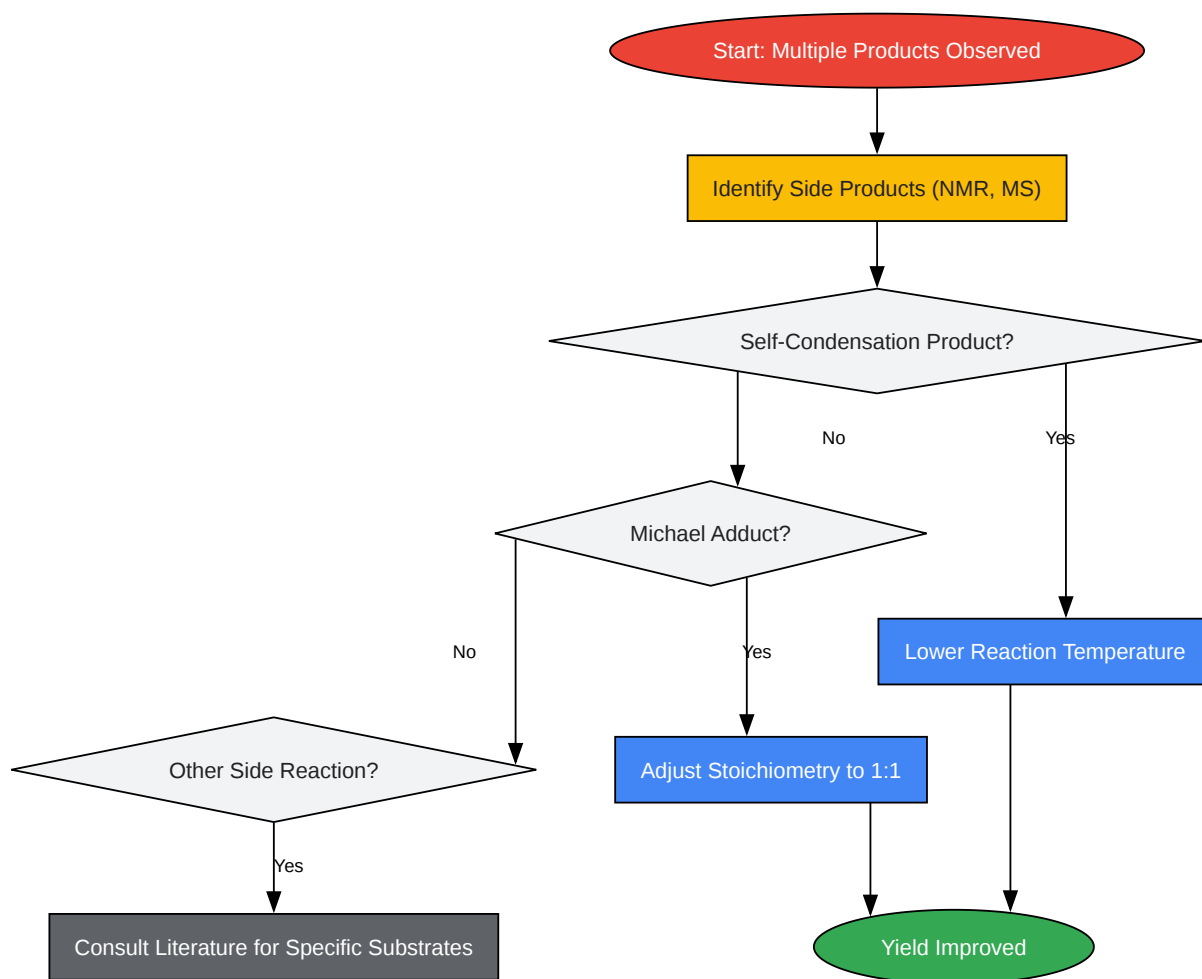 Start: Multiple Products Observed
Identify Side Products (NMR, MS)
Self-Condensation Product?
No
Yes
Michael Adduct?
No
Yes
Lower Reaction Temperature
Other Side Reaction?
Adjust Stoichiometry to 1:1
Yes
Consult Literature for Specific Substrates
Yield Improved